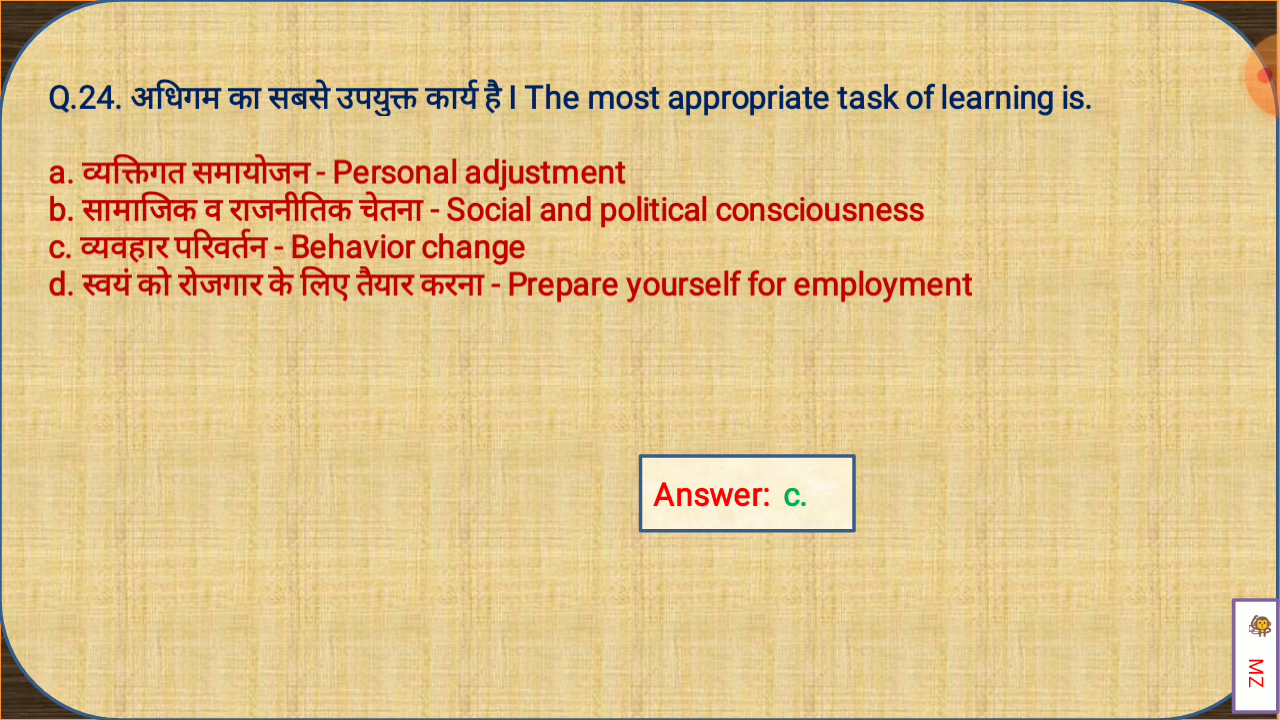 Q.24. अधिगम का सबसे उपयुक्त कार्य है I The most appropriate task of learning is.
a. व्यक्तिगत समायोजन - Personal adjustment
b. सामाजिक व राजनीतिक चेतना - Social and political consciousness
c. व्यवहार परिवर्तन - Behavior change
d. स्वयं को रोजगार के लिए तैयार करना - Prepare yourself for employment
Answer: c.
MZ